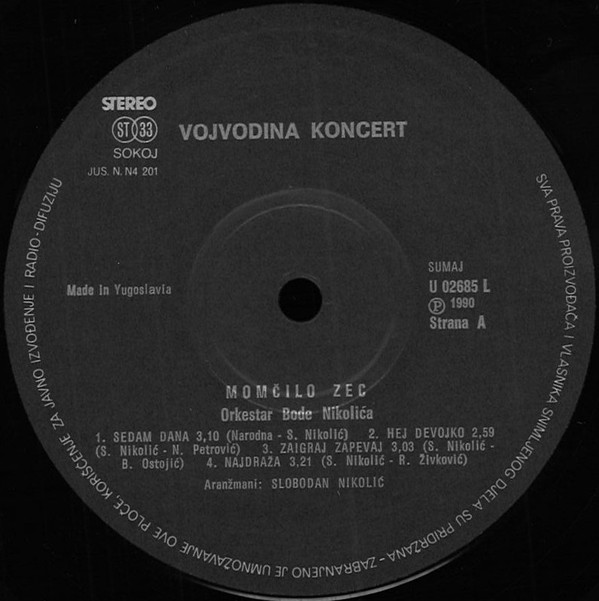 STEREO
ST 33
SOKOJ
JUS. N. N4 201
VOJVODINA KONCERT
Made in Yugoslavia
SUMAJ
U 02685 L
Ⓟ 1990
Strana A
MOMČILO ZEC
Orkestar Bode Nikolića
1. SEDAM DANA 3,10 (Narodna - S. Nikolić) 2. HEJ DEVOJKO 2,59
(S. Nikolić - N. Petrović) 3. ZAIGRAJ ZAPEVAJ 3,03 (S. Nikolić -
B. Ostojić) 4. NAJDRAŽA 3,21 (S. Nikolić - R. Živković)
Aranžmani: SLOBODAN NIKOLIĆ
SVA PRAVA PROIZVOĐAČA I VLASNIKA SNIMLJENOG DJELA SU PRIDRŽANA - ZABRANJENO JE UMNOŽAVANJE OVE PLOČE, KORIŠĆENJE ZA JAVNO IZVOĐENJE I RADIO-DIFUZIJU